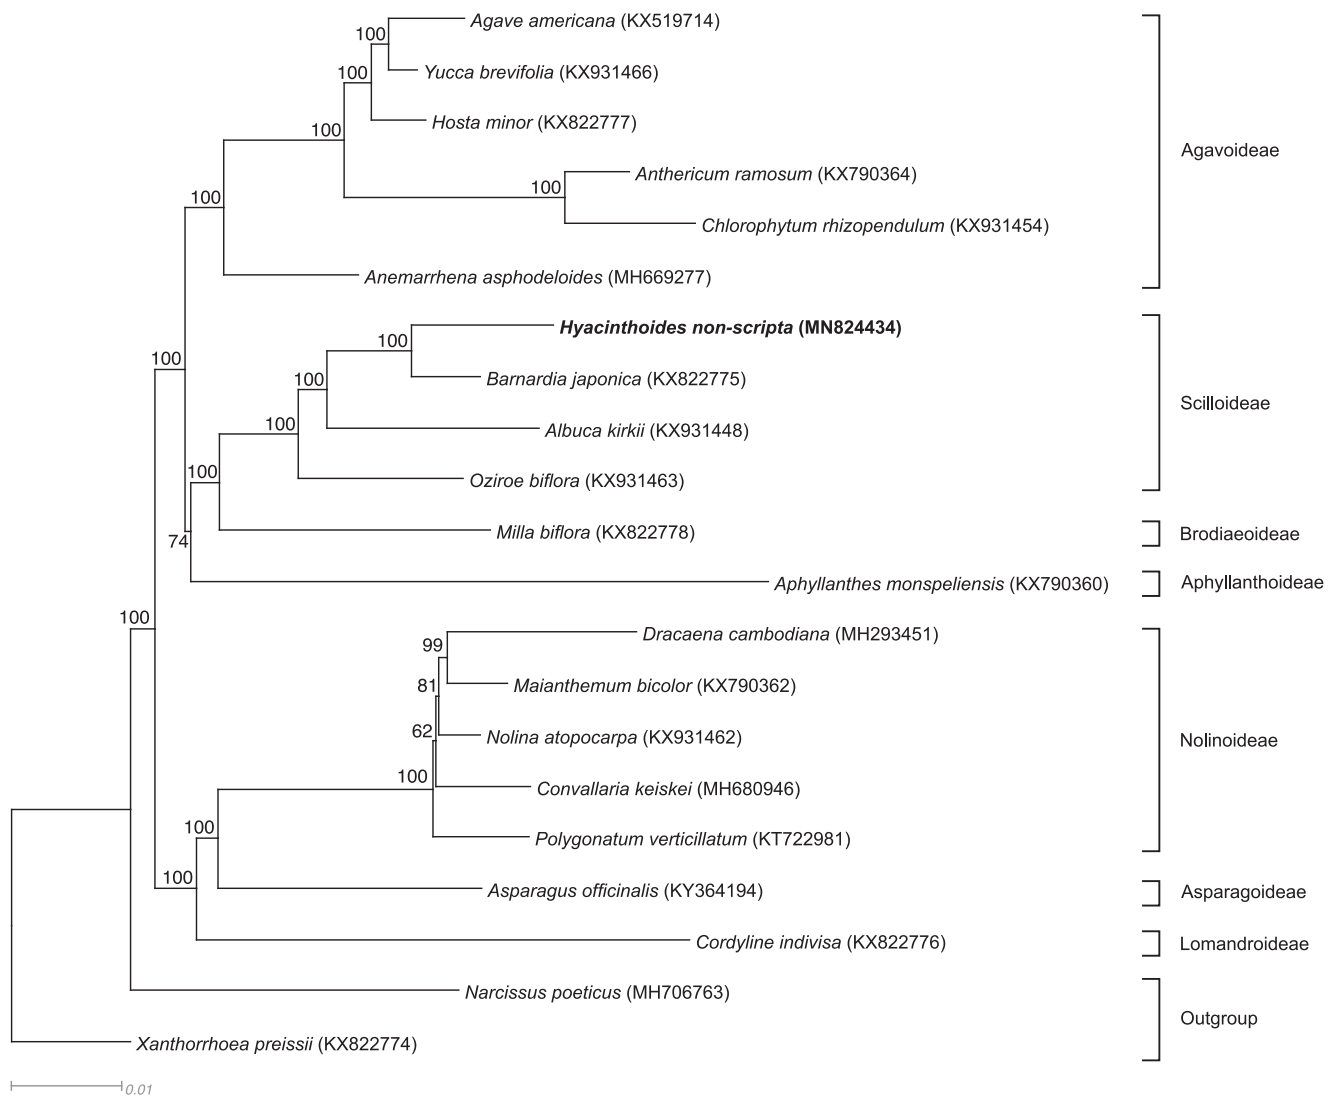 Agave americana (KX519714)
100
Yucca brevifolia (KX931466)
100
Hosta minor (KX822777)
100
Agavoideae
Anthericum ramosum (KX790364)
100
Chlorophytum rhizopendulum (KX931454)
100
Anemarrhena asphodeloides (MH669277)
Hyacinthoides non-scripta (MN824434)
100
Barnardia japonica (KX822775)
100
100
Scilloideae
Albuca kirkii (KX931448)
100
Oziroe biflora (KX931463)
100
Milla biflora (KX822778)
Brodiaeoideae
74
Aphyllanthes monspeliensis (KX790360)
Aphyllanthoideae
100
Dracaena cambodiana (MH293451)
99
Maianthemum bicolor (KX790362)
81
Nolina atopocarpa (KX931462)
62
Nolinoideae
Convallaria keiskei (MH680946)
100
Polygonatum verticillatum (KT722981)
100
Asparagus officinalis (KY364194)
100
Asparagoideae
Cordyline indivisa (KX822776)
Lomandroideae
Narcissus poeticus (MH706763)
Outgroup
Xanthorrhoea preissii (KX822774)
0.01